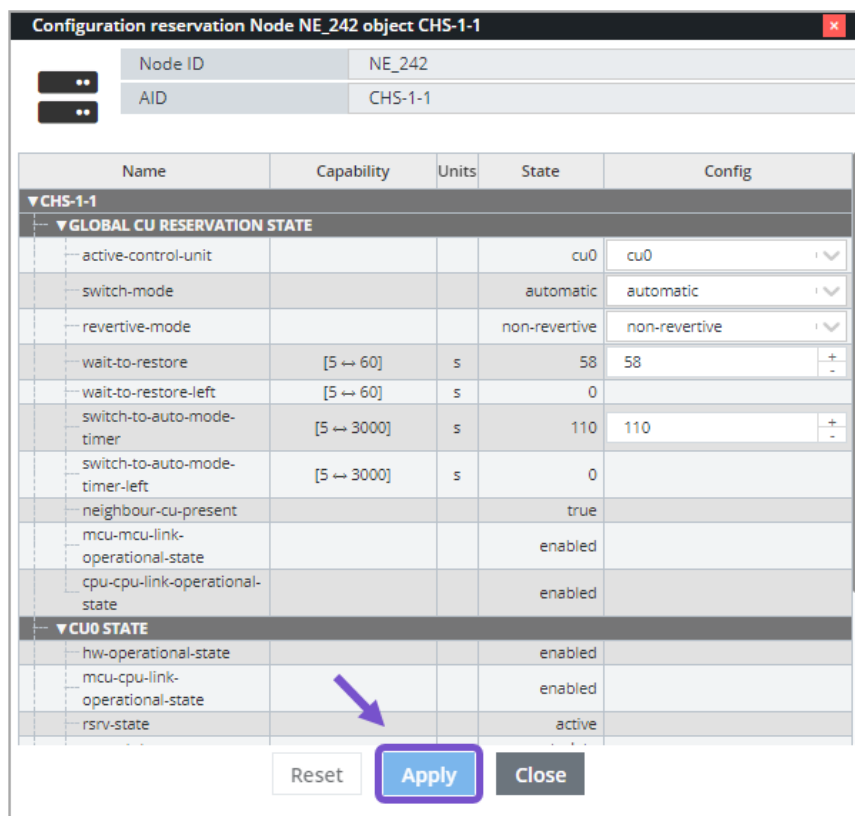 Configuration reservation Node NE_242 object CHS-1-1
Node ID NE_242
AID CHS-1-1
Name Capability Units State Config
▼CHS-1-1
▼GLOBAL CU RESERVATION STATE
active-control-unit cu0 cu0
switch-mode automatic automatic
revertive-mode non-revertive non-revertive
wait-to-restore [5 ↔ 60] s 58 58 + -
wait-to-restore-left [5 ↔ 60] s 0
switch-to-auto-mode-
timer [5 ↔ 3000] s 110 110 + -
switch-to-auto-mode-
timer-left [5 ↔ 3000] s 0
neighbour-cu-present true
mcu-mcu-link-
operational-state enabled
cpu-cpu-link-operational-
state enabled
▼CU0 STATE
hw-operational-state enabled
mcu-cpu-link-
operational-state enabled
rsrv-state active
Reset Apply Close